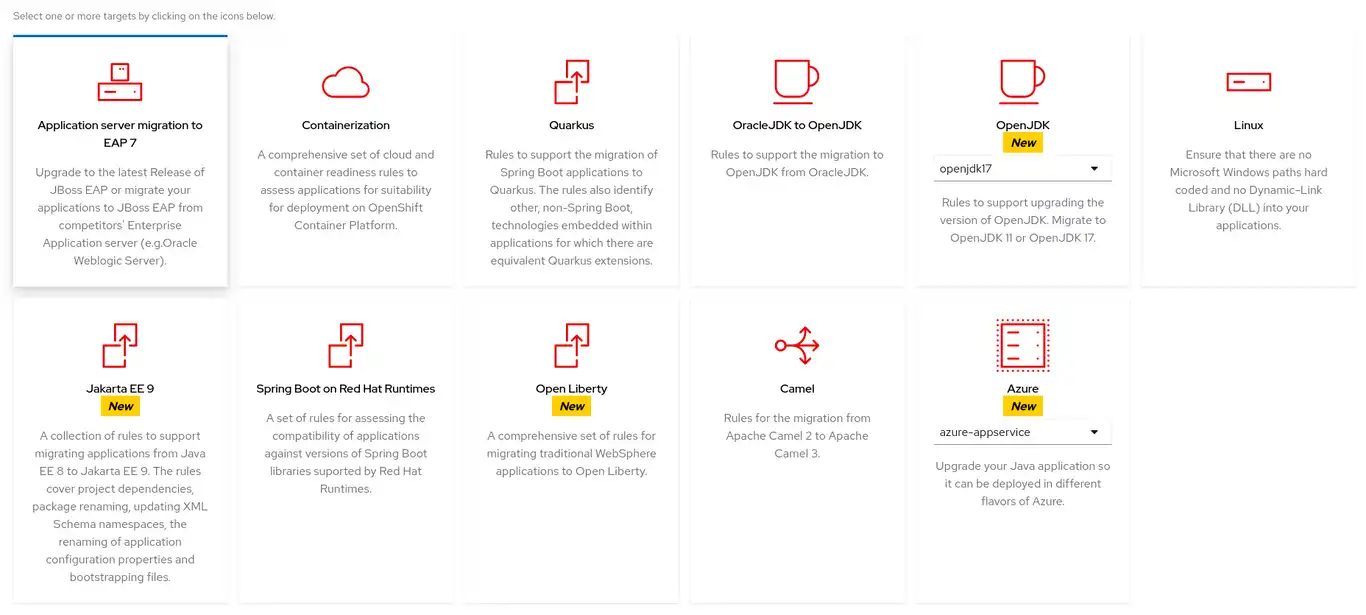 Select one or more targets by clicking on the icons below.
Application server migration to
EAP 7
Upgrade to the latest Release of
JBoss EAP or migrate your
applications to JBoss EAP from
competitors' Enterprise
Application server (e.g.Oracle
Weblogic Server).
Containerization
A comprehensive set of cloud and
container readiness rules to
assess applications for suitability
for deployment on OpenShift
Container Platform.
Quarkus
Rules to support the migration of
Spring Boot applications to
Quarkus. The rules also identify
other, non-Spring Boot,
technologies embedded within
applications for which there are
equivalent Quarkus extensions.
OracleJDK to OpenJDK
Rules to support the migration to
OpenJDK from OracleJDK.
OpenJDK
New
openjdk17
Rules to support upgrading the
version of OpenJDK. Migrate to
OpenJDK 11 or OpenJDK 17.
Linux
Ensure that there are no
Microsoft Windows paths hard
coded and no Dynamic-Link
Library (DLL) into your
applications.
Jakarta EE 9
New
A collection of rules to support
migrating applications from Java
EE 8 to Jakarta EE 9. The rules
cover project dependencies,
package renaming, updating XML
Schema namespaces, the
renaming of application
configuration properties and
bootstrapping files.
Spring Boot on Red Hat Runtimes
A set of rules for assessing the
compatibility of applications
against versions of Spring Boot
libraries suported by Red Hat
Runtimes.
Open Liberty
New
A comprehensive set of rules for
migrating traditional WebSphere
applications to Open Liberty.
Camel
Rules for the migration from
Apache Camel 2 to Apache
Camel 3.
Azure
New
azure-appservice
Upgrade your Java application so
it can be deployed in different
flavors of Azure.